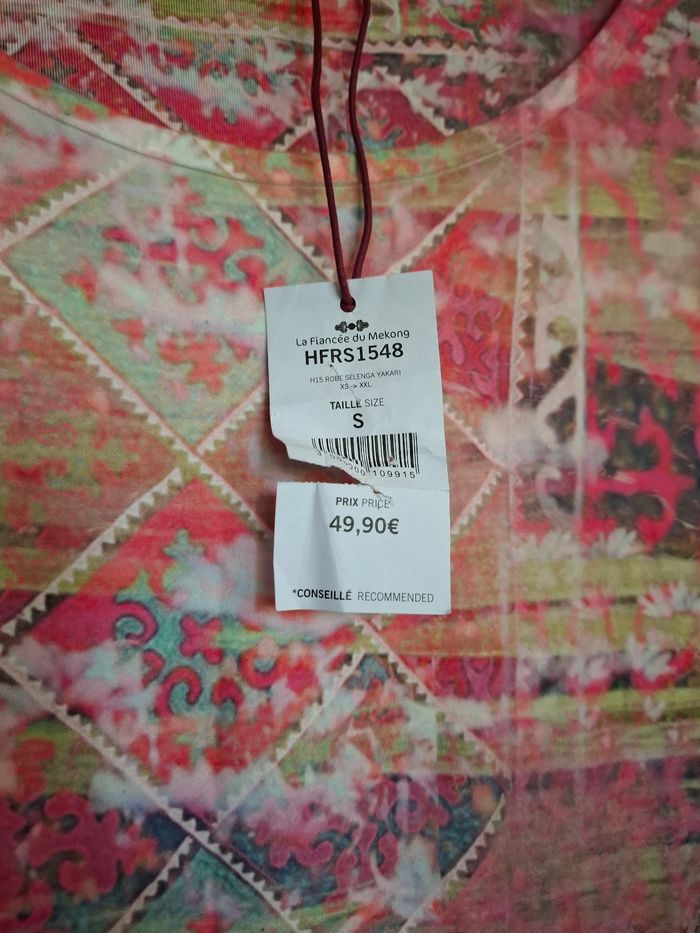 La Fiancée du Mekong
HFRS1548
H15 ROBE SELENGA YAKARI
XS -> XXL
TAILLE SIZE
S
109915
PRIX PRICE
49,90€
*CONSEILLÉ RECOMMENDED